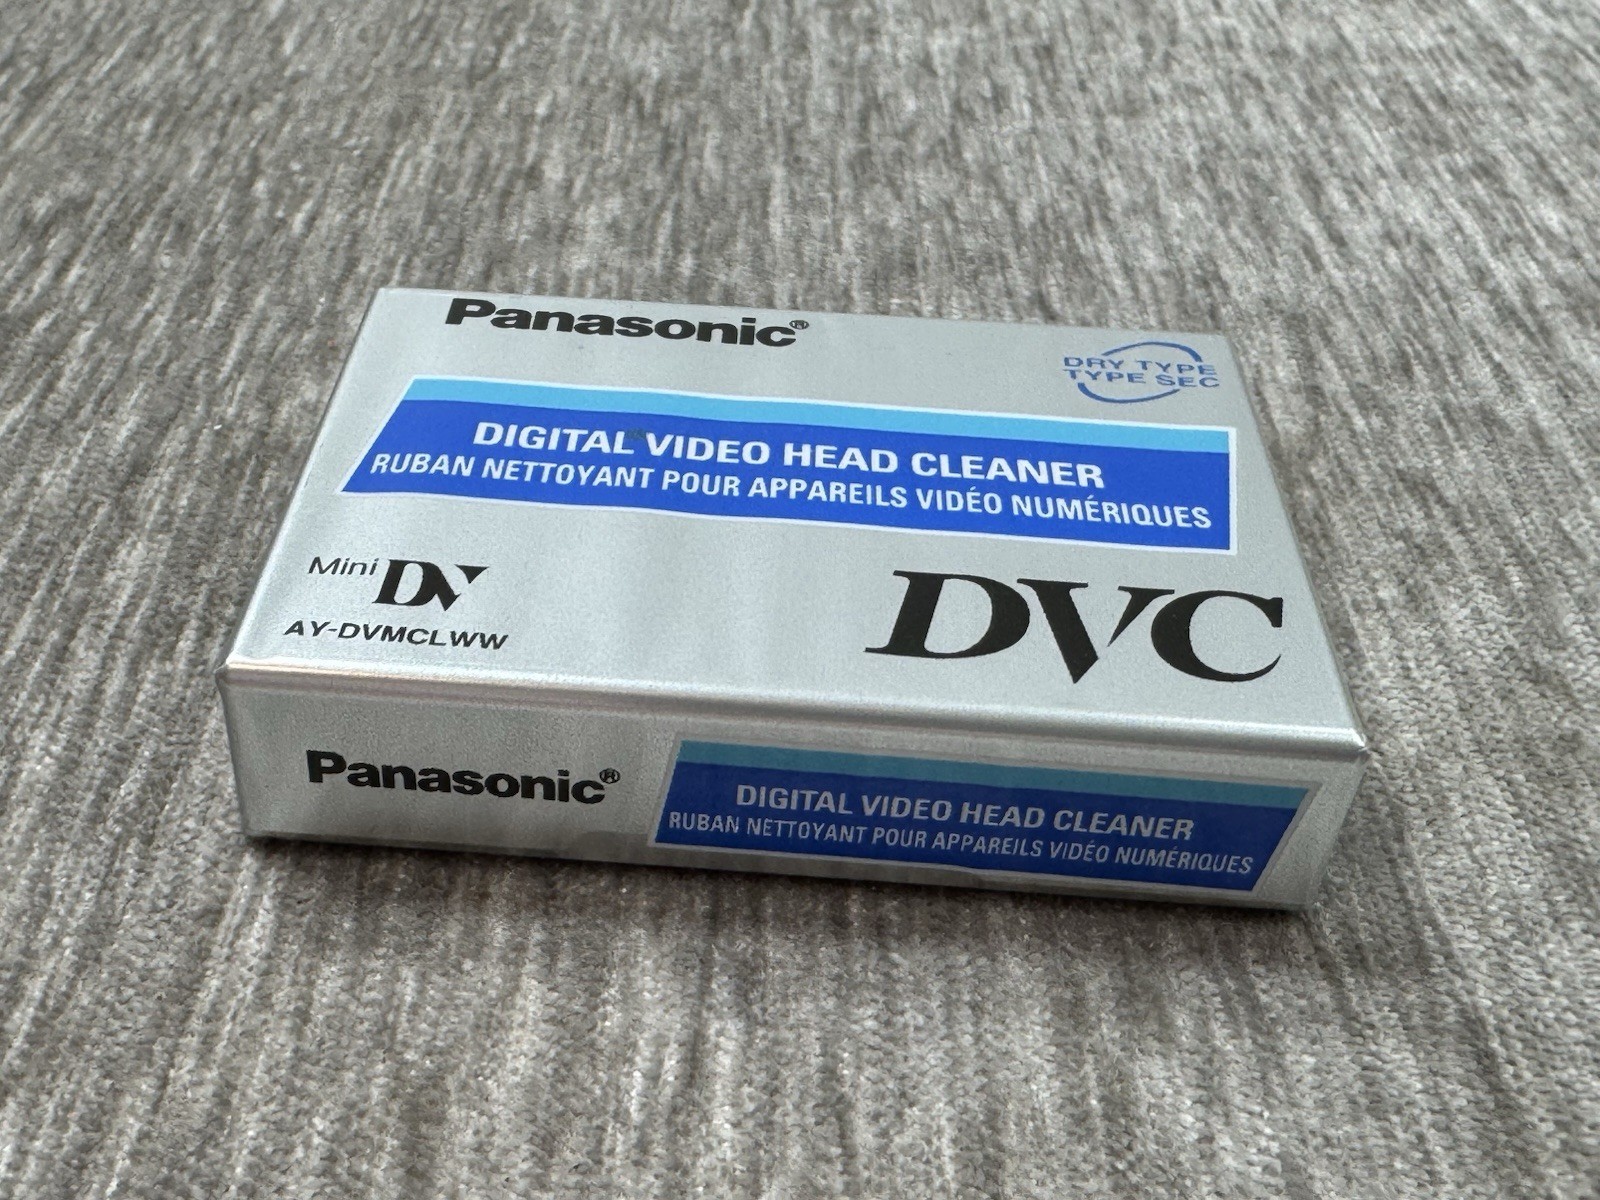 Panasonic®
DRY TYPE
TYPE SEC
DIGITAL VIDEO HEAD CLEANER
RUBAN NETTOYANT POUR APPAREILS VIDÉO NUMÉRIQUES
Mini DV
AY-DVMCLWW
DVC
Panasonic®
DIGITAL VIDEO HEAD CLEANER
RUBAN NETTOYANT POUR APPAREILS VIDÉO NUMÉRIQUES